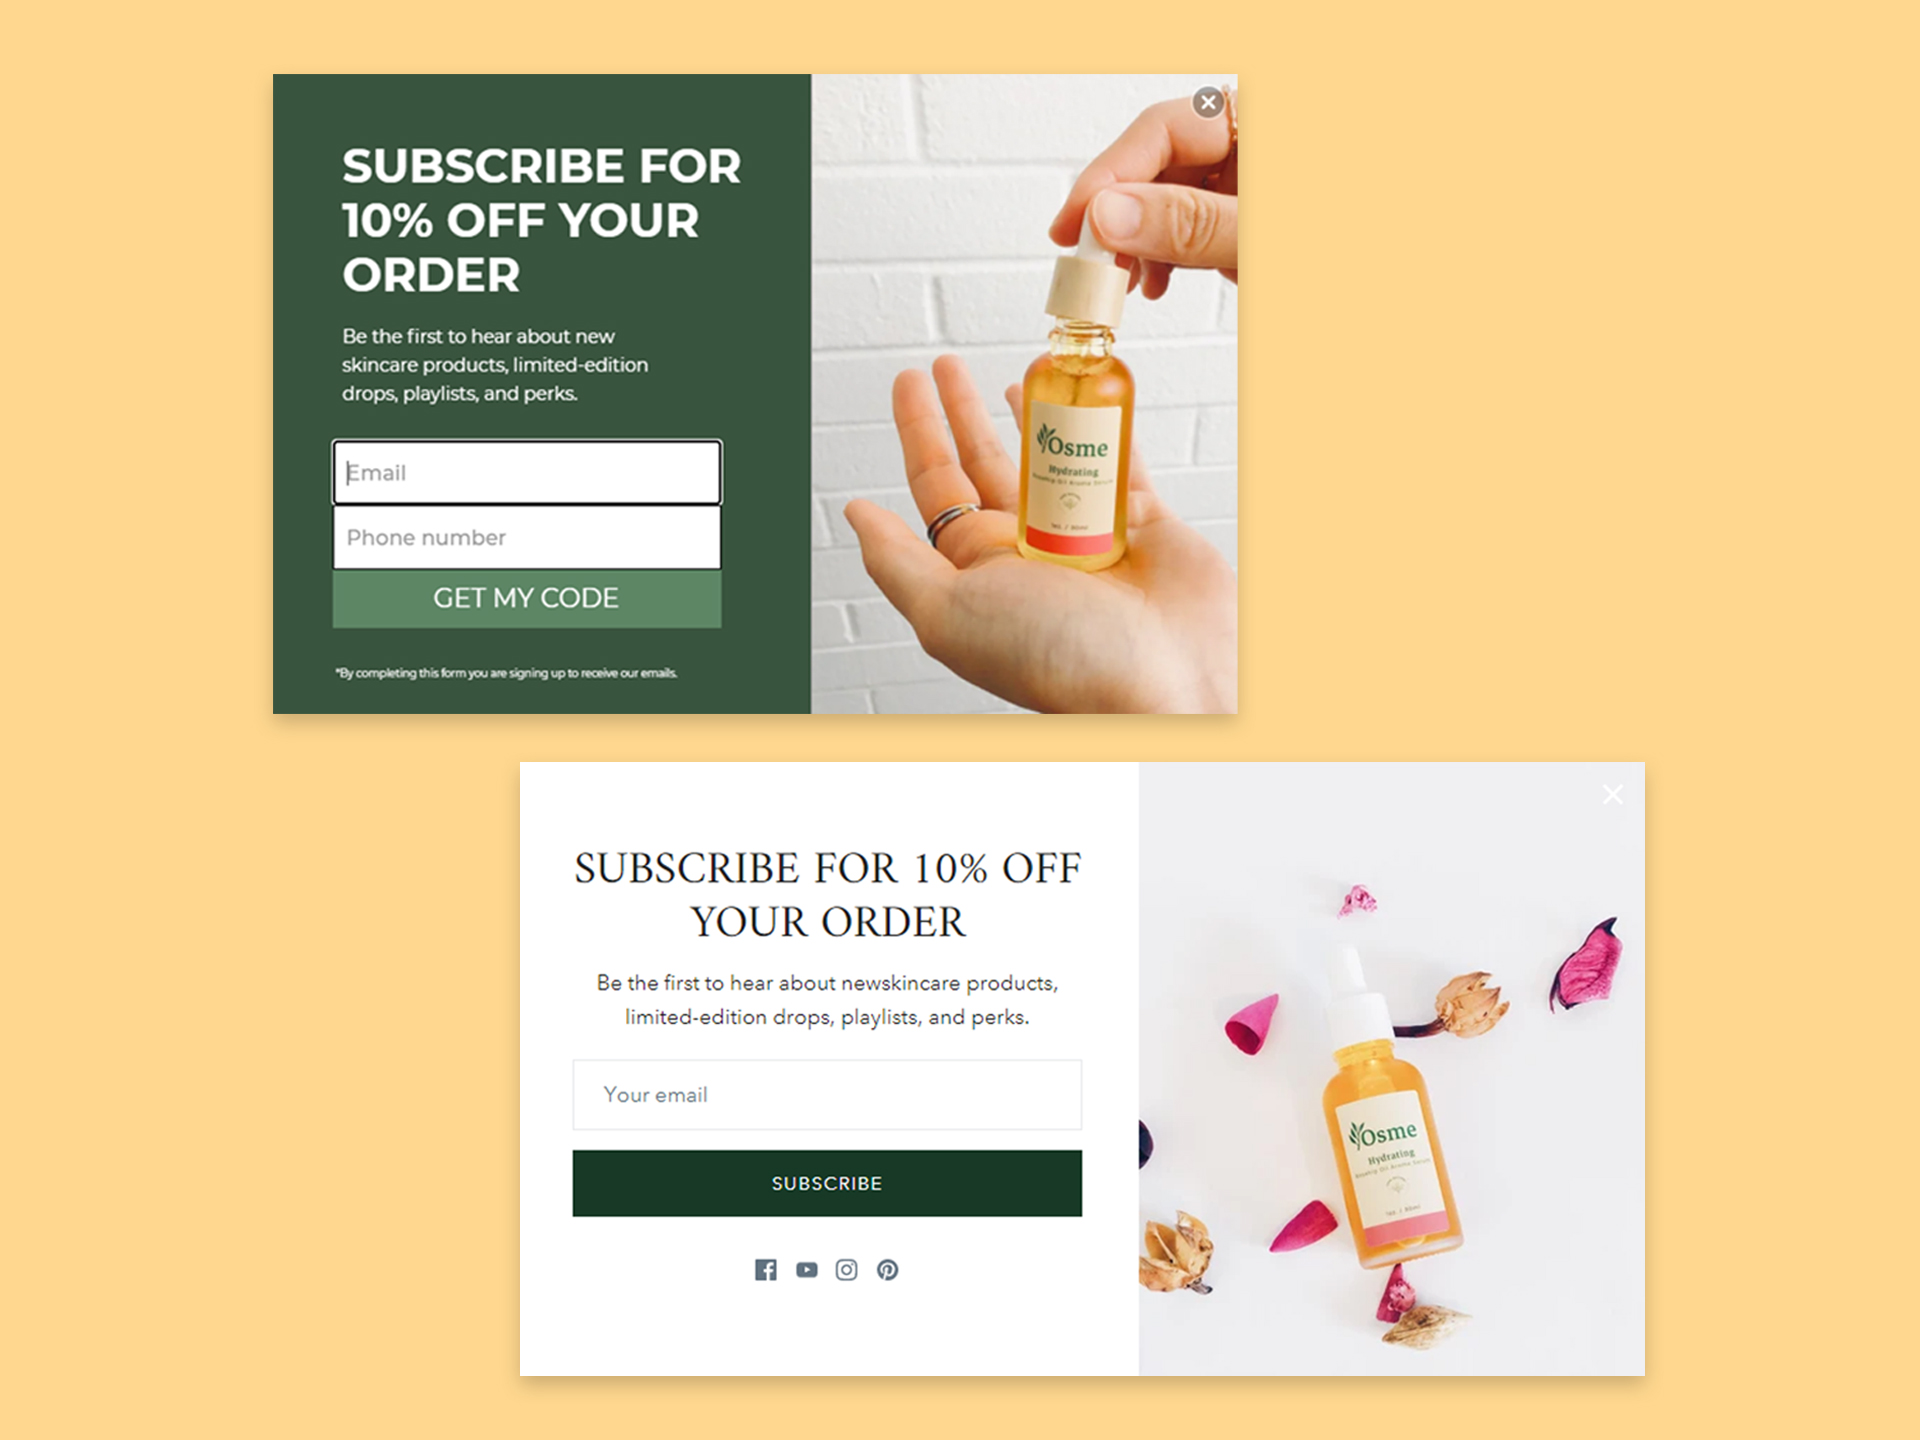 SUBSCRIBE FOR
10% OFF YOUR
ORDER
Be the first to hear about new
skincare products, limited-edition
drops, playlists, and perks.
Email
Phone number
GET MY CODE
*By completing this form you are signing up to receive our emails.
Osme
Hydrating
SUBSCRIBE FOR 10% OFF
YOUR ORDER
Be the first to hear about newskincare products,
limited-edition drops, playlists, and perks.
Your email
SUBSCRIBE
Osme
Hydrating